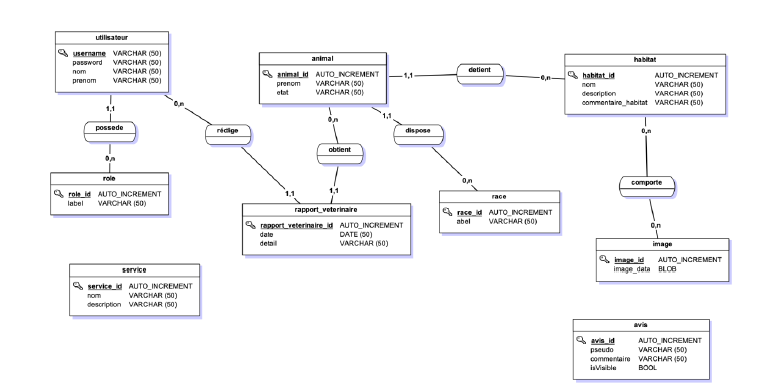 utilisateur
username VARCHAR (50)
password VARCHAR (50)
nom VARCHAR (50)
prenom VARCHAR (50)
animal
animal_id AUTO_INCREMENT
prenom VARCHAR (50)
etat VARCHAR (50)
1,1
detient
0,n
habitat
habitat_id AUTO_INCREMENT
nom VARCHAR (50)
description VARCHAR (50)
commentaire_habitat VARCHAR (50)
1,1
possede
0,n
0,n
rédige
1,1
0,n
obtient
1,1
1,1
dispose
0,n
0,n
comporte
0,n
role
role_id AUTO_INCREMENT
label VARCHAR (50)
rapport_veterinaire
rapport_veterinaire_id AUTO_INCREMENT
date DATE (50)
detail VARCHAR (50)
race
race_id AUTO_INCREMENT
abel VARCHAR (50)
image
image_id AUTO_INCREMENT
image_data BLOB
service
service_id AUTO_INCREMENT
nom VARCHAR (50)
description VARCHAR (50)
avis
avis_id AUTO_INCREMENT
pseudo VARCHAR (50)
commentaire VARCHAR (50)
isVisible BOOL